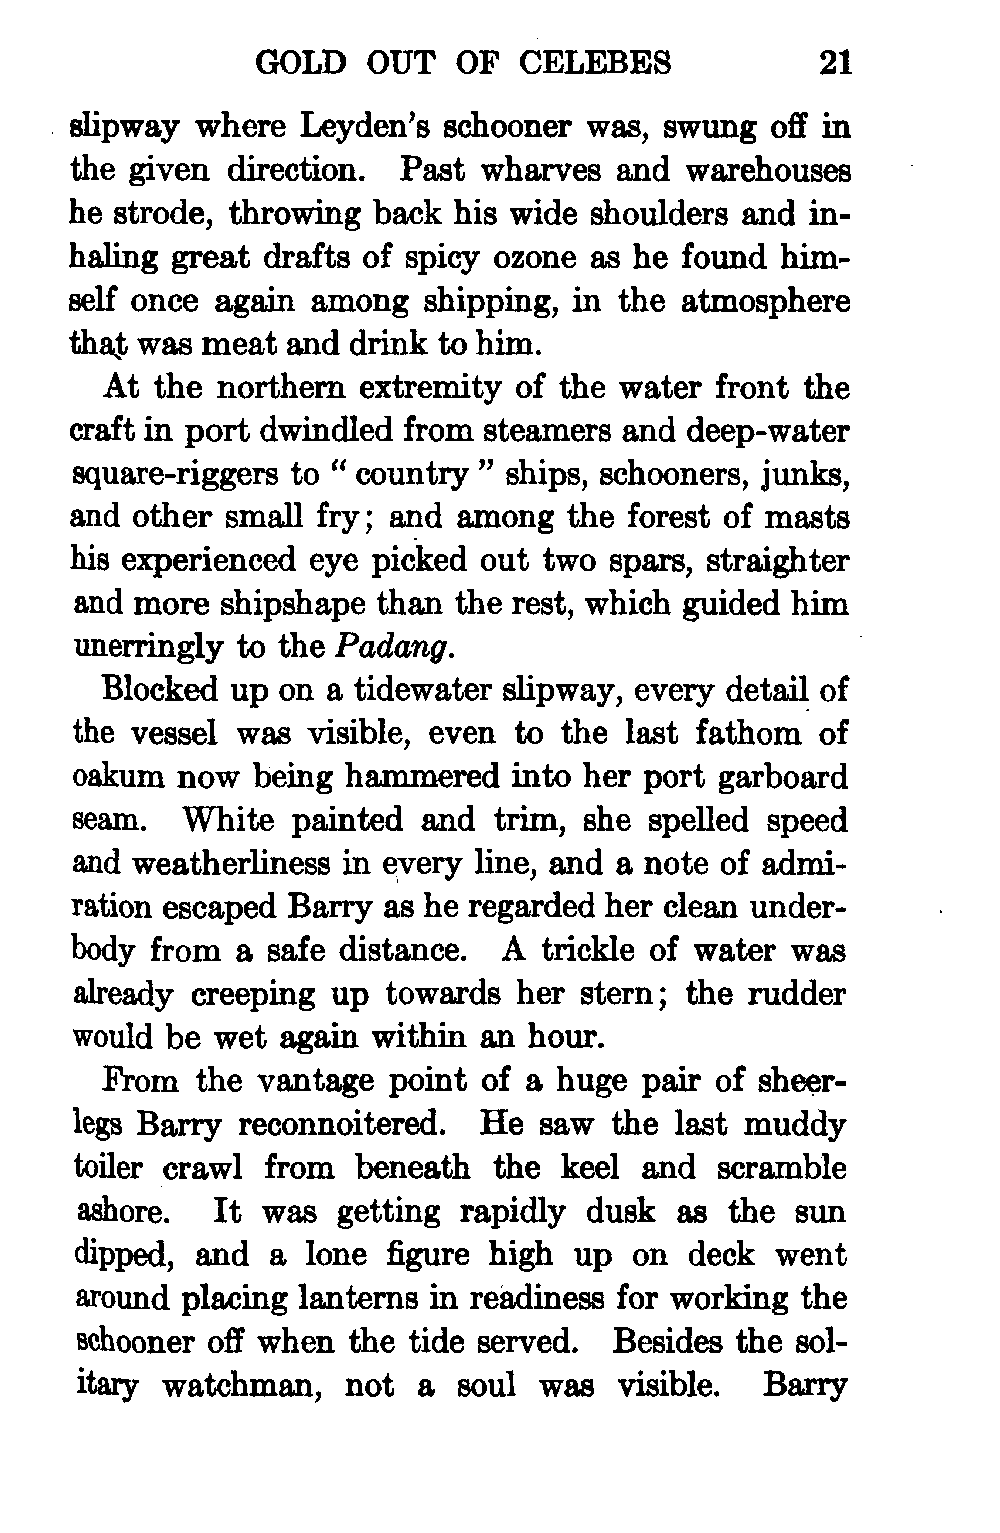 GOLD OUT OF CELEBES 21
slipway where Leyden's schooner was, swung off in
the given direction. Past wharves and warehouses
he strode, throwing back his wide shoulders and in-
haling great drafts of spicy ozone as he found him-
self once again among shipping, in the atmosphere
that was meat and drink to him.
At the northern extremity of the water front the
craft in port dwindled from steamers and deep-water
square-riggers to “ country ” ships, schooners, junks,
and other small fry; and among the forest of masts
his experienced eye picked out two spars, straighter
and more shipshape than the rest, which guided him
unerringly to the Padang.
Blocked up on a tidewater slipway, every detail of
the vessel was visible, even to the last fathom of
oakum now being hammered into her port garboard
seam. White painted and trim, she spelled speed
and weatherliness in every line, and a note of admi-
ration escaped Barry as he regarded her clean under-
body from a safe distance. A trickle of water was
already creeping up towards her stern; the rudder
would be wet again within an hour.
From the vantage point of a huge pair of sheer-
legs Barry reconnoitered. He saw the last muddy
toiler crawl from beneath the keel and scramble
ashore. It was getting rapidly dusk as the sun
dipped, and a lone figure high up on deck went
around placing lanterns in readiness for working the
schooner off when the tide served. Besides the sol-
itary watchman, not a soul was visible. Barry